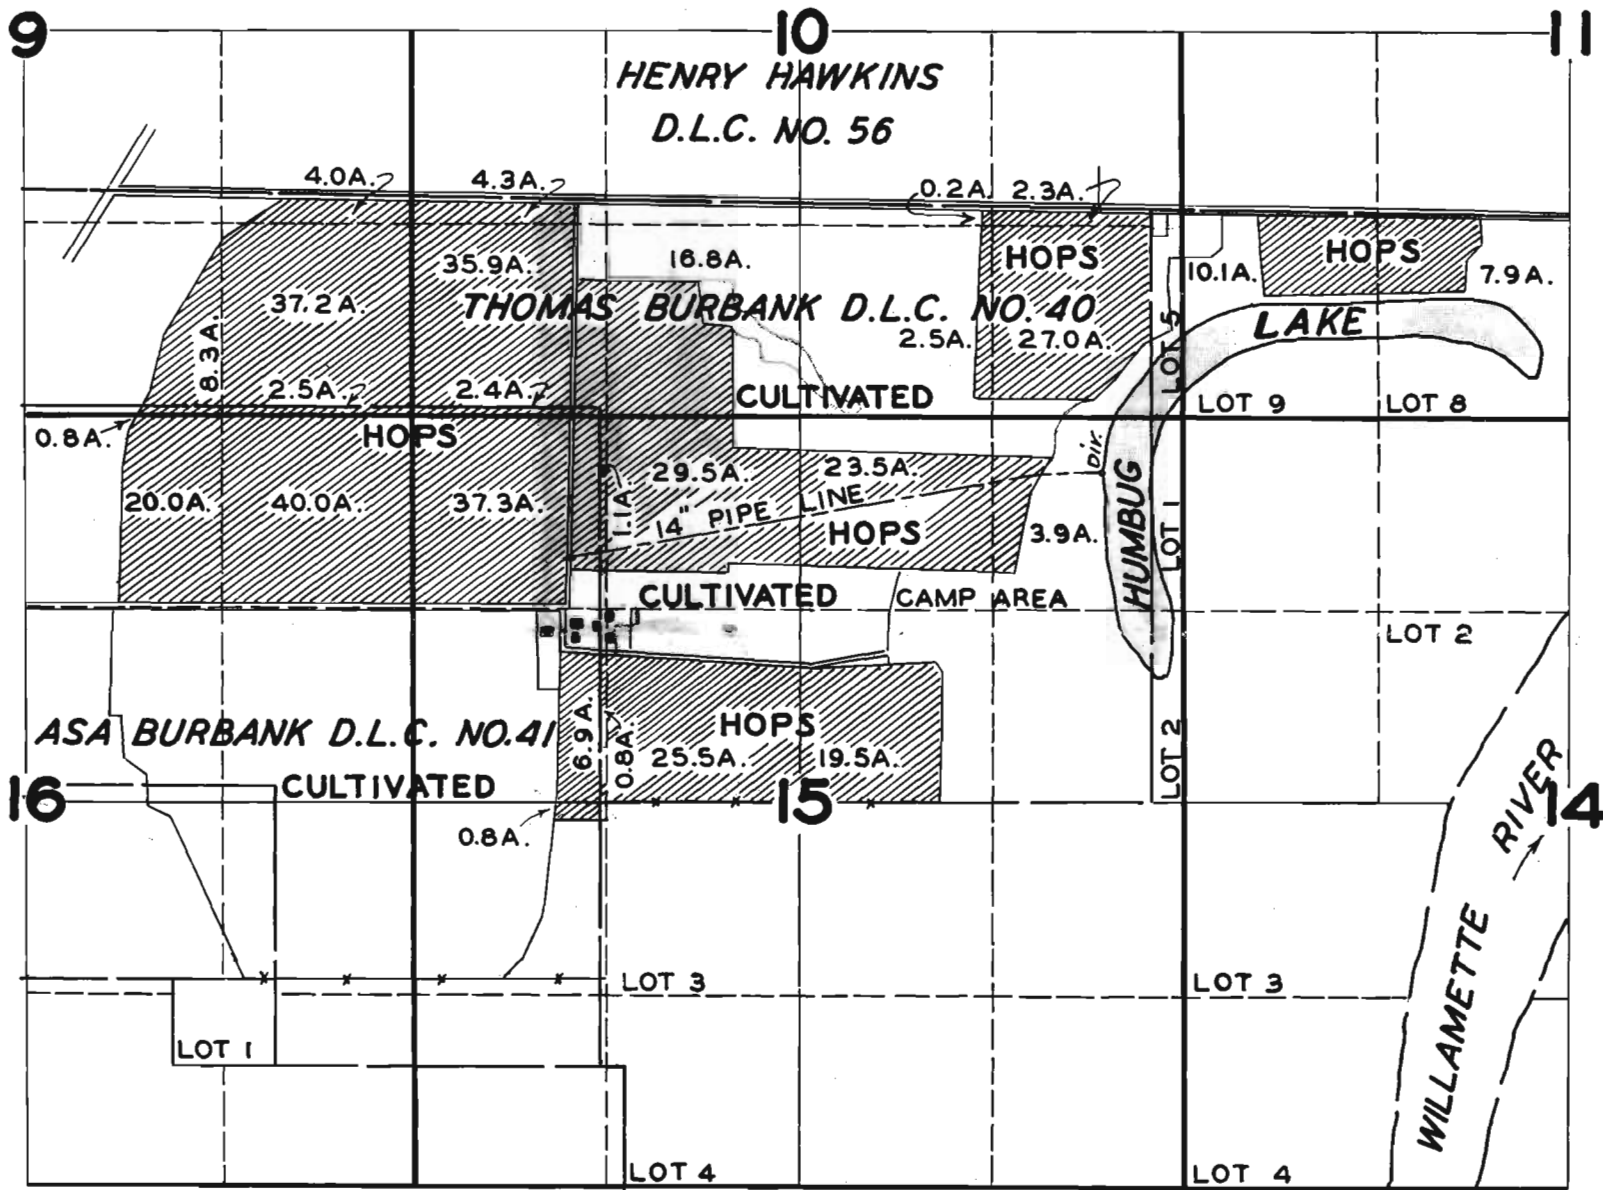 9
10
11
HENRY HAWKINS
D.L.C. NO. 56
4.0A.
4.3A.
0.2A.
2.3A.
HOPS
HOPS
35.9A.
16.8A.
10.1A.
7.9A.
37.2A.
THOMAS BURBANK D.L.C. NO. 40
8.3A.
2.5A.
27.0A.
LOT 5
LAKE
2.5A.
2.4A.
CULTIVATED
LOT 9
LOT 8
0.8A.
HOPS
DIV.
29.5A.
23.5A.
20.0A.
40.0A.
37.3A.
1.1A.
14" PIPE LINE
HOPS
3.9A.
HUMBUG
LOT 1
CULTIVATED
CAMP AREA
LOT 2
ASA BURBANK D.L.C. NO.41
6.9A.
0.8A.
HOPS
25.5A.
19.5A.
LOT 2
CULTIVATED
16
15
14
0.8A.
WILLAMETTE RIVER
LOT 3
LOT 3
LOT 1
LOT 4
LOT 4